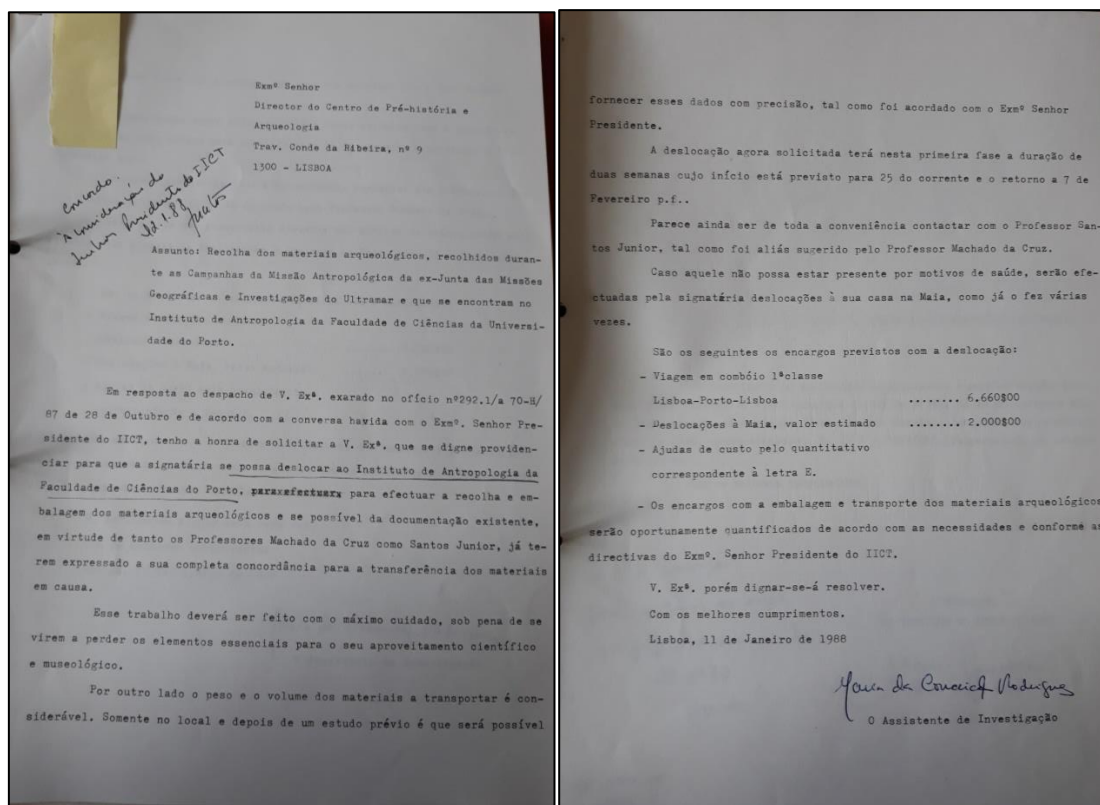 Exmº Senhor
Director do Centro de Pré-história e
Arqueologia
Trav. Conde da Ribeira, nº 9
1300 - LISBOA
Concordo.
À consideração do
Senhor Presidente do IICT
12.1.88
Assunto: Recolha dos materiais arqueológicos, recolhidos duran-
te as Campanhas da Missão Antropológica da ex-Junta das Missões
Geográficas e Investigações do Ultramar e que se encontram no
Instituto de Antropologia da Faculdade de Ciências da Universi-
dade do Porto.
Em resposta ao despacho de V. Exª. exarado no ofício nº292.1/a 70-H/
87 de 28 de Outubro e de acordo com a conversa havida com o Exmº. Senhor Pre-
sidente do IICT, tenho a honra de solicitar a V. Exª. que se digne providen-
ciar para que a signatária se possa deslocar ao Instituto de Antropologia da
Faculdade de Ciências do Porto, para efectuar a recolha e em-
balagem dos materiais arqueológicos e se possível da documentação existente,
em virtude de tanto os Professores Machado da Cruz como Santos Junior, já te-
rem expressado a sua completa concordância para a transferência dos materiais
em causa.
Esse trabalho deverá ser feito com o máximo cuidado, sob pena de se
virem a perder os elementos essenciais para o seu aproveitamento científico
e museológico.
Por outro lado o peso e o volume dos materiais a transportar é con-
siderável. Somente no local e depois de um estudo prévio é que será possível
fornecer esses dados com precisão, tal como foi acordado com o Exmº Senhor
Presidente.
A deslocação agora solicitada terá nesta primeira fase a duração de
duas semanas cujo início está previsto para 25 do corrente e o retorno a 7 de
Fevereiro p.f..
Parece ainda ser de toda a conveniência contactar com o Professor San-
tos Junior, tal como foi aliás sugerido pelo Professor Machado da Cruz.
Caso aquele não possa estar presente por motivos de saúde, serão efe-
ctuadas pela signatária deslocações à sua casa na Maia, como já o fez várias
vezes.
São os seguintes os encargos previstos com a deslocação:
- Viagem em combóio 1ªclasse
Lisboa-Porto-Lisboa ........ 6.660$00
- Deslocações à Maia, valor estimado ........ 2.000$00
- Ajudas de custo pelo quantitativo
correspondente à letra E.
- Os encargos com a embalagem e transporte dos materiais arqueológicos
serão oportunamente quantificados de acordo com as necessidades e conforme as
directivas do Exmº. Senhor Presidente do IICT.
V. Exª. porém dignar-se-á resolver.
Com os melhores cumprimentos.
Lisboa, 11 de Janeiro de 1988
Maria da Conceição Rodrigues
O Assistente de Investigação